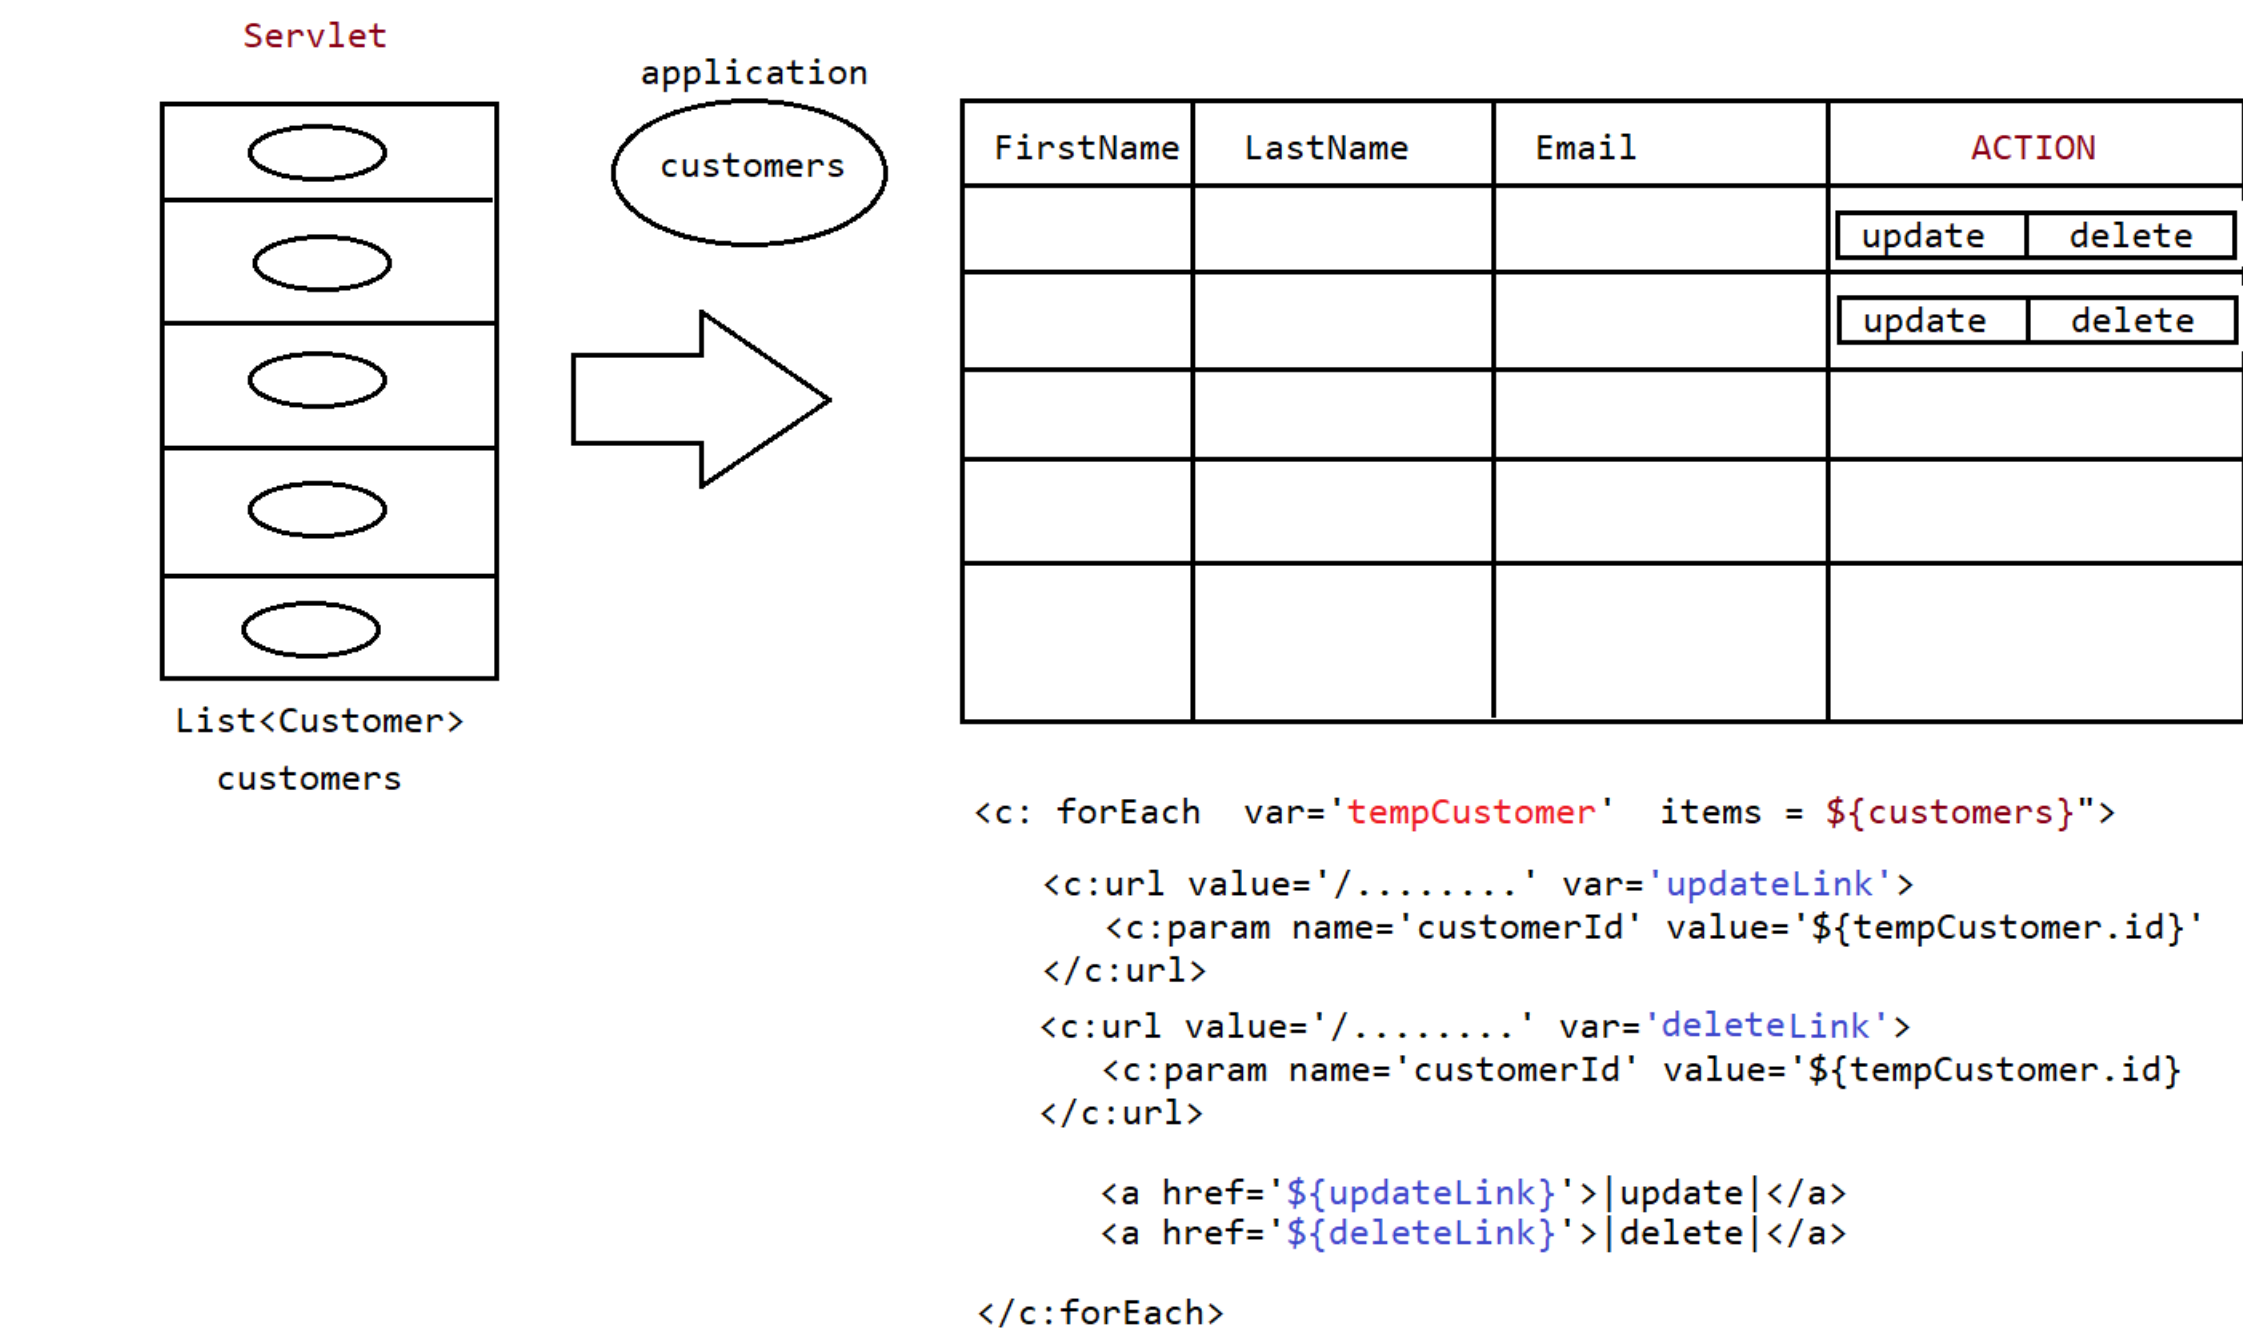 Servlet
application
customers
List<Customer>
customers
FirstName LastName Email ACTION
update delete
update delete
<c: forEach  var='tempCustomer'  items = ${customers}">
<c:url value='/........' var='updateLink'>
<c:param name='customerId' value='${tempCustomer.id}'
</c:url>
<c:url value='/........' var='deleteLink'>
<c:param name='customerId' value='${tempCustomer.id}
</c:url>
<a href='${updateLink}'>|update|</a>
<a href='${deleteLink}'>|delete|</a>
</c:forEach>